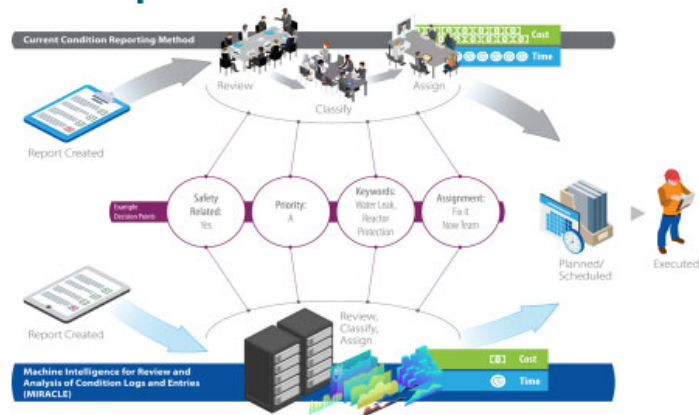 Current Condition Reporting Method
Cost
Time
Review
Classify
Assign
Report Created
Example
Decision Points
Safety
Related:
Yes
Priority:
A
Keywords:
Water Leak,
Reactor
Protection
Assignment:
Fix It
Now Team
Planned/
Scheduled
Executed
Report Created
Review,
Classify,
Assign
Cost
Time
Machine Intelligence for Review and
Analysis of Condition Logs and Entries
(MIRACLE)